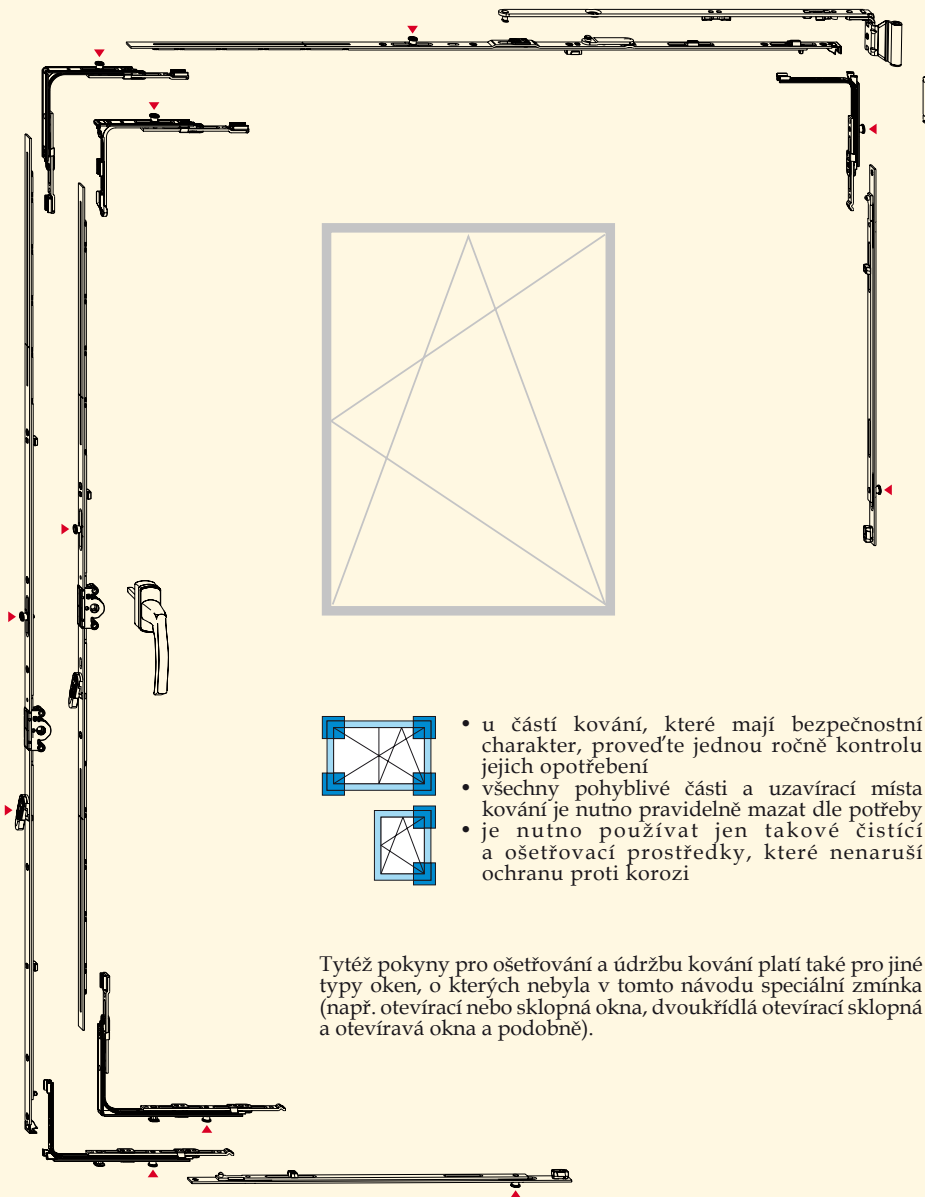 • u částí kování, které mají bezpečnostní
charakter, proveďte jednou ročně kontrolu
jejich opotřebení
• všechny pohyblivé části a uzavírací místa
kování je nutno pravidelně mazat dle potřeby
• je nutno používat jen takové čistící
a ošetřovací prostředky, které nenaruší
ochranu proti korozi
Tytéž pokyny pro ošetřování a údržbu kování platí také pro jiné
typy oken, o kterých nebyla v tomto návodu speciální zmínka
(např. otevírací nebo sklopná okna, dvoukřídlá otevírací sklopná
a otevíravá okna a podobně).